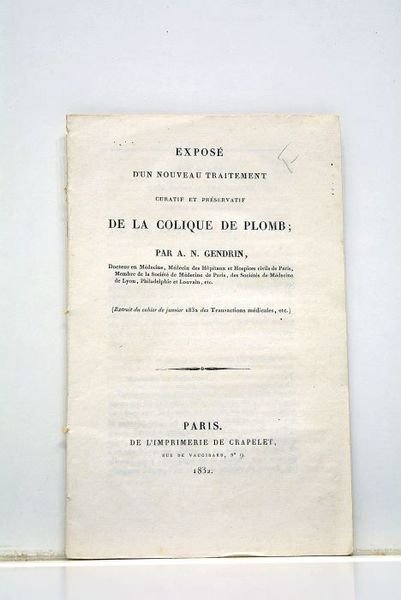 EXPOSÉ
D'UN NOUVEAU TRAITEMENT
CURATIF ET PRÉSERVATIF
DE LA COLIQUE DE PLOMB;
PAR A. N. GENDRIN,
Docteur en Médecine, Médecin des Hôpitaux et Hospices civils de Paris,
Membre de la Société de Médecine de Paris, des Sociétés de Médecine
de Lyon, Philadelphie et Louvain, etc.
(Extrait du cahier de janvier 1832 des Transactions médicales, etc.)
PARIS.
DE L'IMPRIMERIE DE CRAPELET,
RUE DE VAUGIRARD, N° 9.
1832.